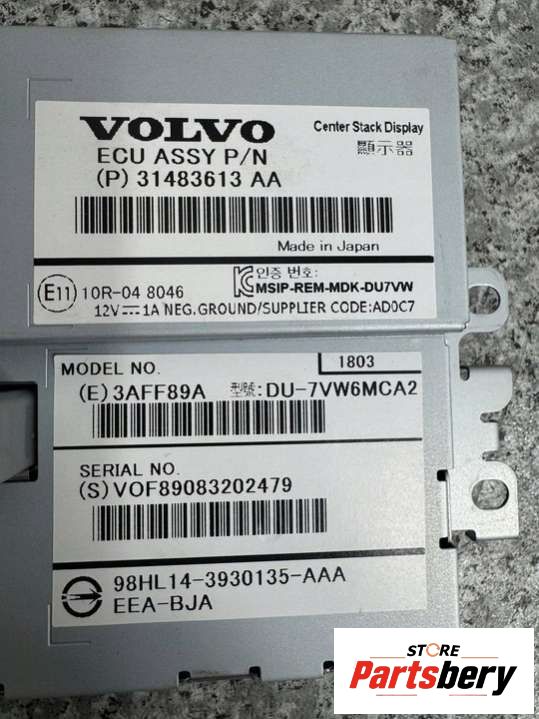 VOLVO
Center Stack Display
顯示器
ECU ASSY P/N
(P) 31483613 AA
Made in Japan
E11 10R-04 8046
인증 번호:
MSIP-REM-MDK-DU7VW
12V⎓1A NEG.GROUND/SUPPLIER CODE:AD0C7
MODEL NO.
1803
(E) 3AFF89A 型號: DU-7VW6MCA2
SERIAL NO.
(S) VOF89083202479
98HL14-3930135-AAA
EEA-BJA
STORE
Partsbery